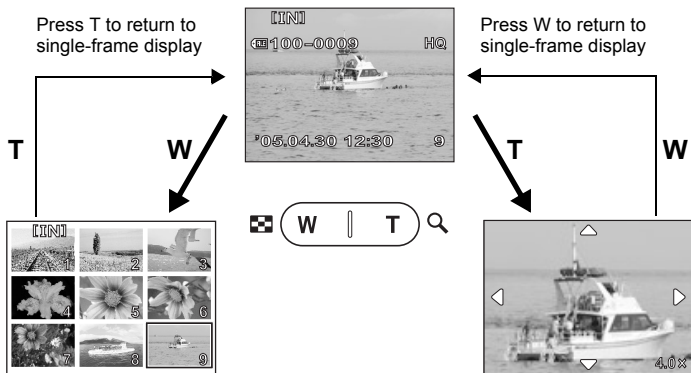 Press T to return to
single-frame display
[IN]
100-0009 HQ
'05.04.30 12:30 9
Press W to return to
single-frame display
T
W
T
W
W T
[IN]
1
2
3
4
5
6
7
8
9
4.0×